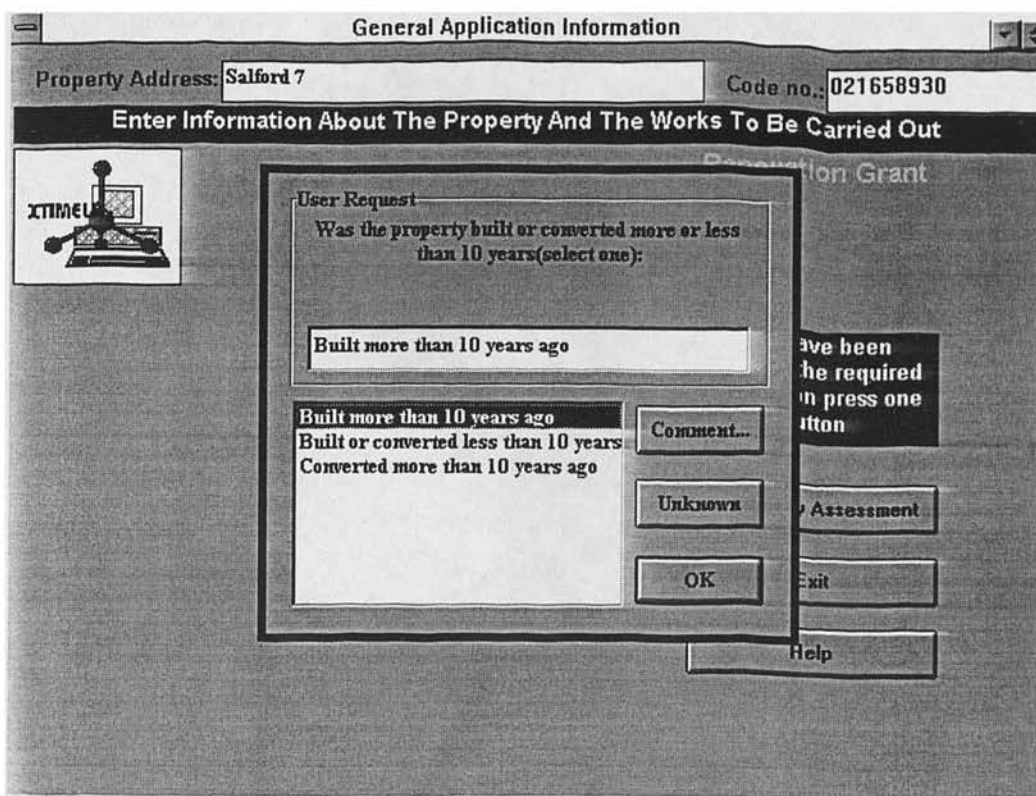 General Application Information
Property Address: Salford 7
Code no.: 021658930
Enter Information About The Property And The Works To Be Carried Out
Grant
User Request
Was the property built or converted more or less
than 10 years(select one):
Built more than 10 years ago
Built more than 10 years ago
Built or converted less than 10 years
Converted more than 10 years ago
Comment...
Unknown
OK
ave been
he required
press one
Assessment
Exit
Help